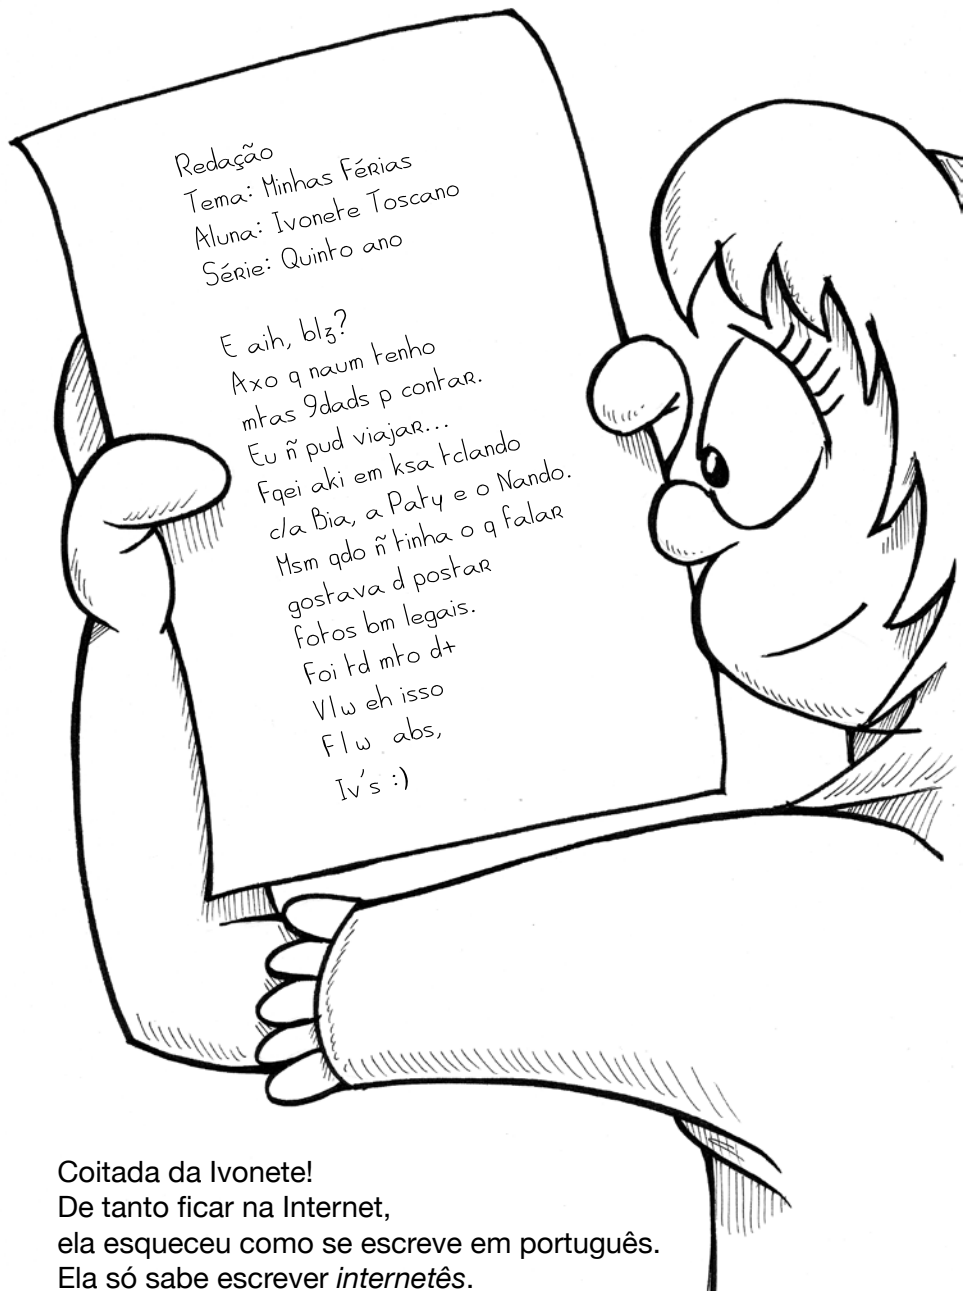 Redação
Tema: Minhas Férias
Aluna: Ivonete Toscano
Série: Quinto ano
E aih, blz?
Axo q naum tenho
mtas 9dads p contar.
Eu ñ pud viajar...
Fqei aki em ksa tclando
c/a Bia, a Paty e o Nando.
Msm qdo ñ tinha o q falar
gostava d postar
fotos bm legais.
Foi td mto d+
Vlw eh isso
Flw abs,
Iv's :)
Coitada da Ivonete!
De tanto ficar na Internet,
ela esqueceu como se escreve em português.
Ela só sabe escrever internetês.